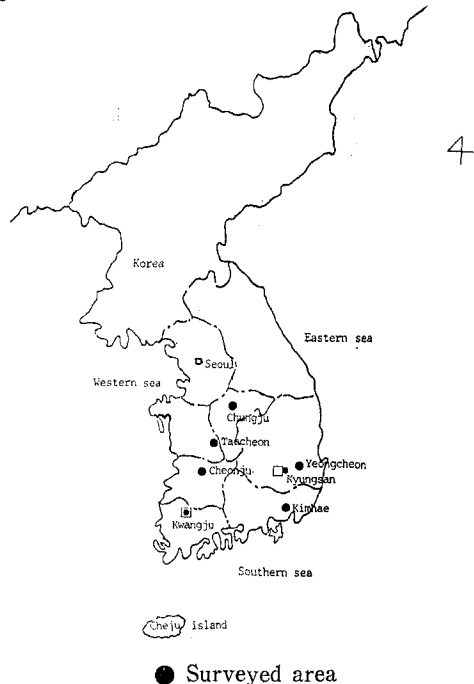 4
Korea
Eastern sea
Seoul
Western sea
Chungju
Taecheon
Yeongcheon
Cheonju
Kyungsan
Kimhae
Kwangju
Southern sea
Cheju island
● Surveyed area